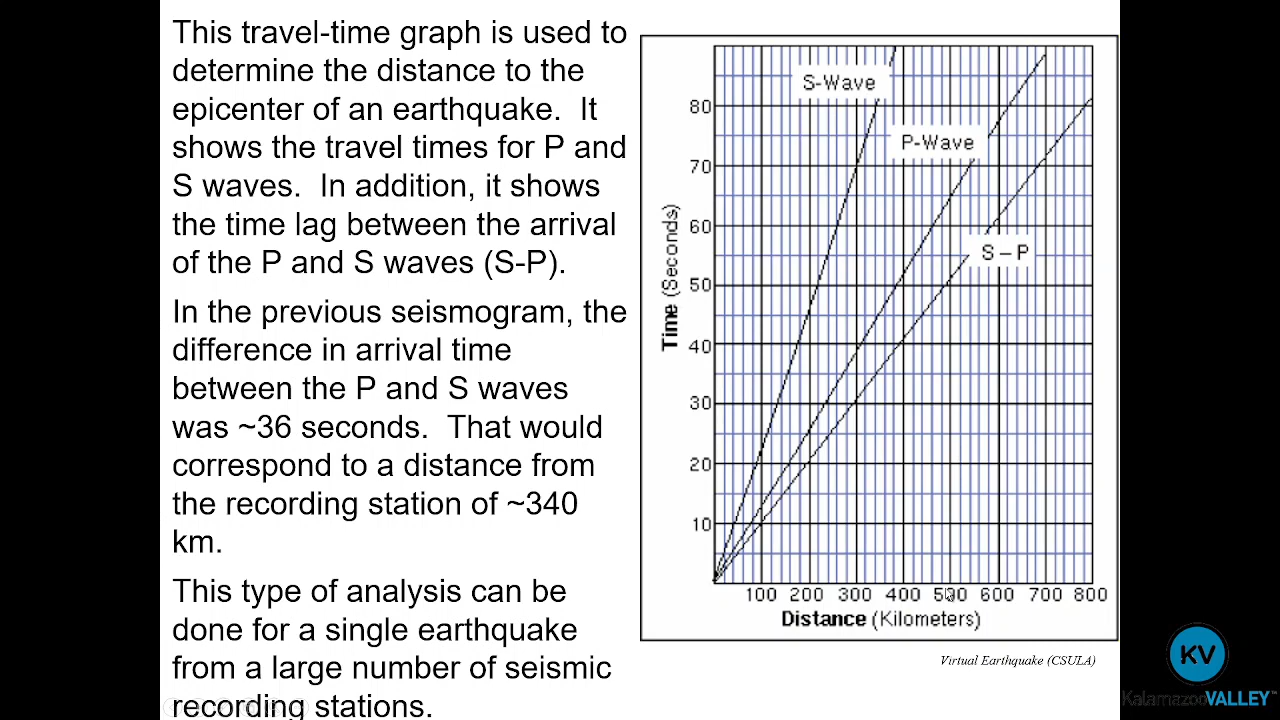 This travel-time graph is used to
determine the distance to the
epicenter of an earthquake.  It
shows the travel times for P and
S waves.  In addition, it shows
the time lag between the arrival
of the P and S waves (S-P).
In the previous seismogram, the
difference in arrival time
between the P and S waves
was ~36 seconds.  That would
correspond to a distance from
the recording station of ~340
km.
This type of analysis can be
done for a single earthquake
from a large number of seismic
recording stations.
S-Wave
P-Wave
S – P
Time (Seconds)
80
70
60
50
40
30
20
10
100 200 300 400 500 600 700 800
Distance (Kilometers)
Virtual Earthquake (CSULA)
KV
KalamazooVALLEY™